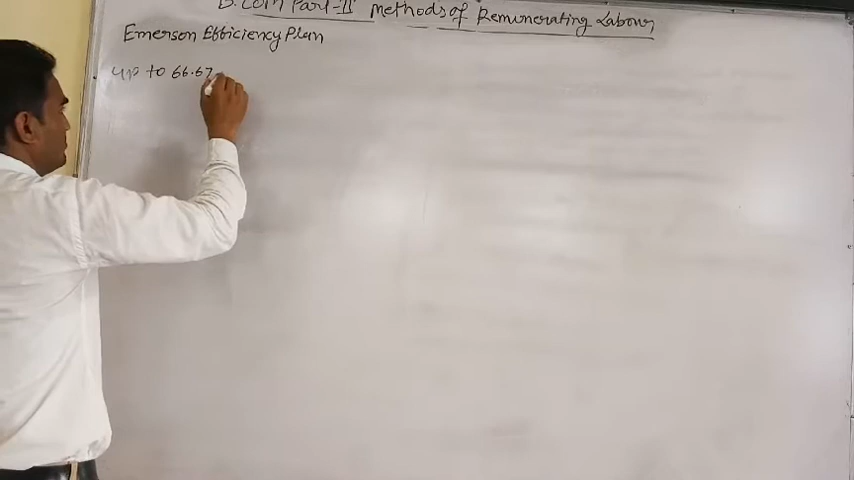 B.Com Part-II Methods of Remunerating Labour
Emerson Efficiency Plan
up to 66.67